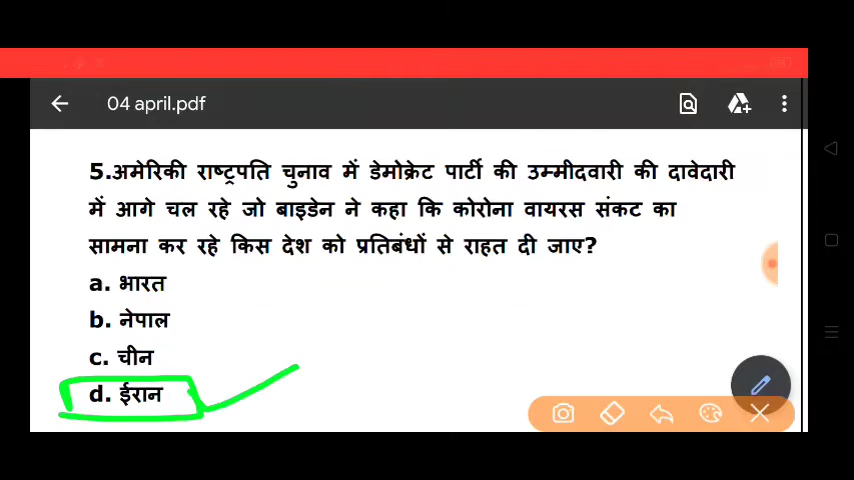 04 april.pdf
5.अमेरिकी राष्ट्रपति चुनाव में डेमोक्रेट पार्टी की उम्मीदवारी की दावेदारी
में आगे चल रहे जो बाइडेन ने कहा कि कोरोना वायरस संकट का
सामना कर रहे किस देश को प्रतिबंधों से राहत दी जाए?
a. भारत
b. नेपाल
c. चीन
d. ईरान